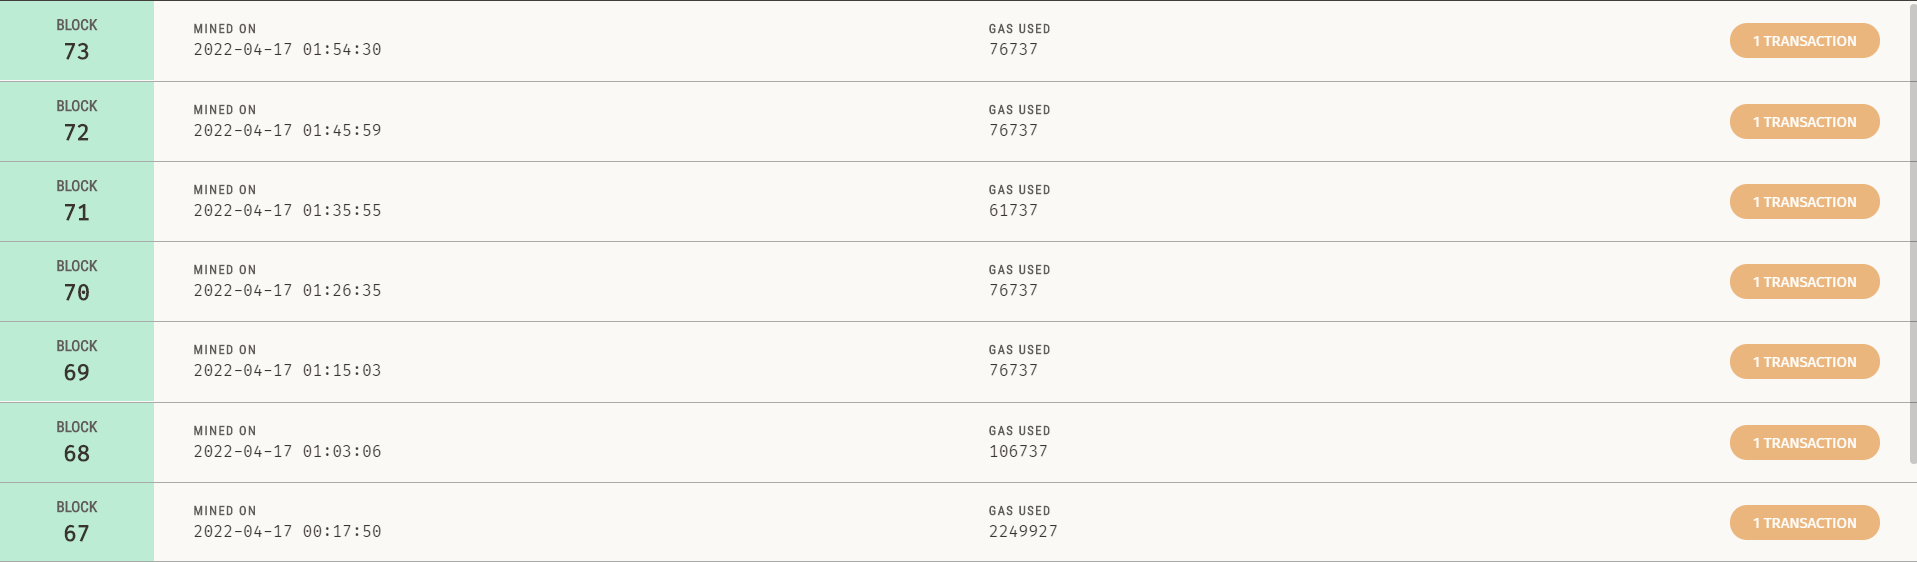 BLOCK
73
MINED ON
2022-04-17 01:54:30
GAS USED
76737
1 TRANSACTION
BLOCK
72
MINED ON
2022-04-17 01:45:59
GAS USED
76737
1 TRANSACTION
BLOCK
71
MINED ON
2022-04-17 01:35:55
GAS USED
61737
1 TRANSACTION
BLOCK
70
MINED ON
2022-04-17 01:26:35
GAS USED
76737
1 TRANSACTION
BLOCK
69
MINED ON
2022-04-17 01:15:03
GAS USED
76737
1 TRANSACTION
BLOCK
68
MINED ON
2022-04-17 01:03:06
GAS USED
106737
1 TRANSACTION
BLOCK
67
MINED ON
2022-04-17 00:17:50
GAS USED
2249927
1 TRANSACTION